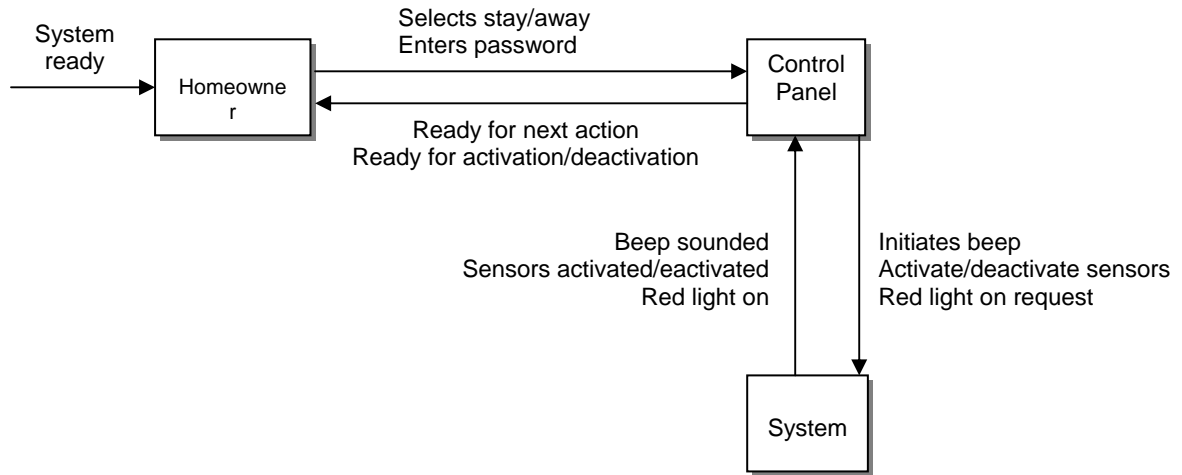 System
ready
Homeowne
r
Selects stay/away
Enters password
Control
Panel
Ready for next action
Ready for activation/deactivation
Beep sounded
Sensors activated/eactivated
Red light on
Initiates beep
Activate/deactivate sensors
Red light on request
System